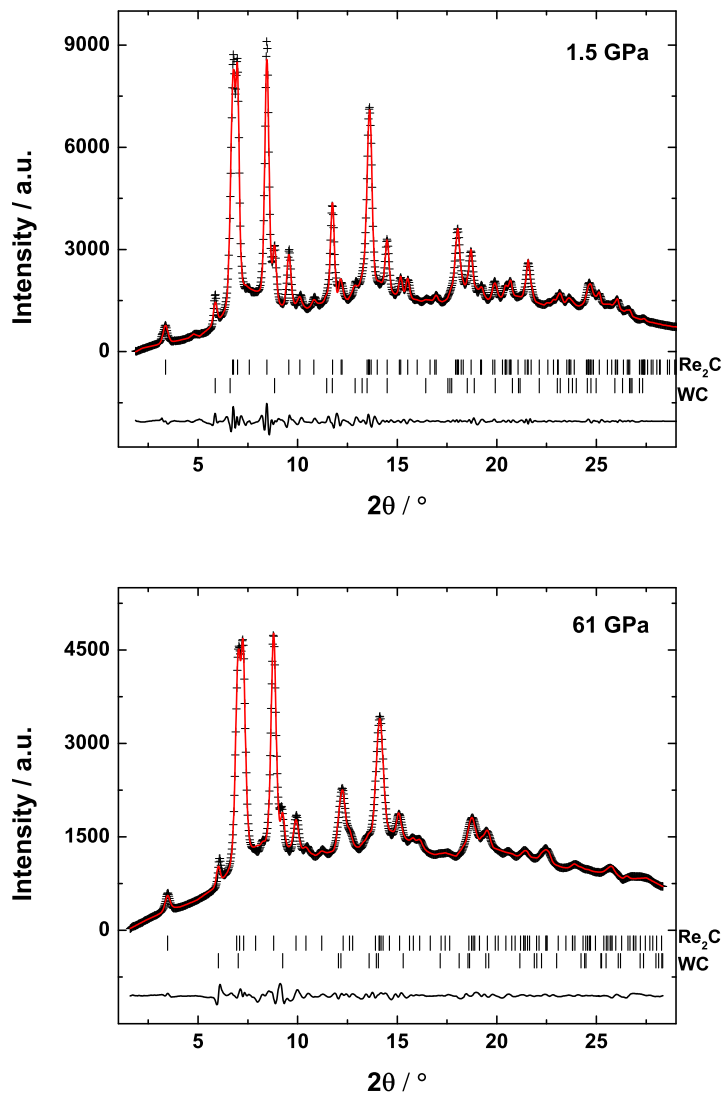 9000
1.5 GPa
6000
Intensity / a.u.
3000
0
Re₂C
WC
5 10 15 20 25
2θ / °
61 GPa
4500
Intensity / a.u.
3000
1500
0
Re₂C
WC
5 10 15 20 25
2θ / °